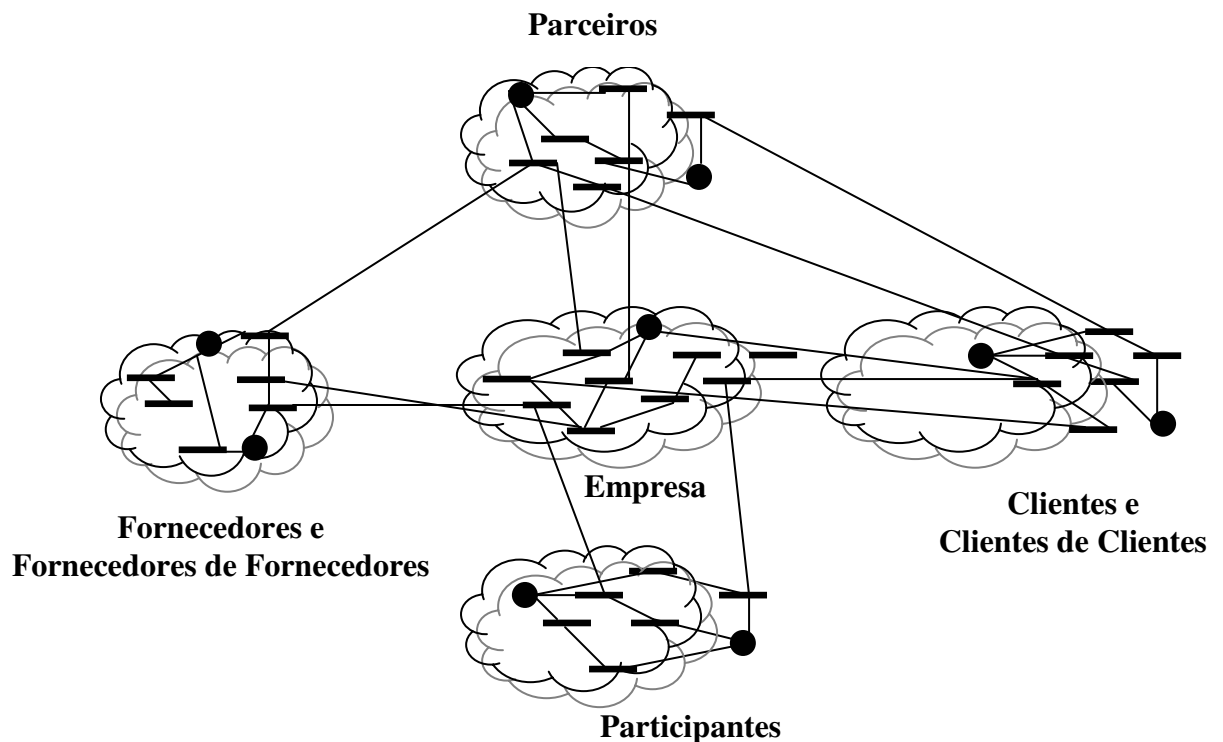 Parceiros
Empresa
Fornecedores e
Fornecedores de Fornecedores
Clientes e
Clientes de Clientes
Participantes